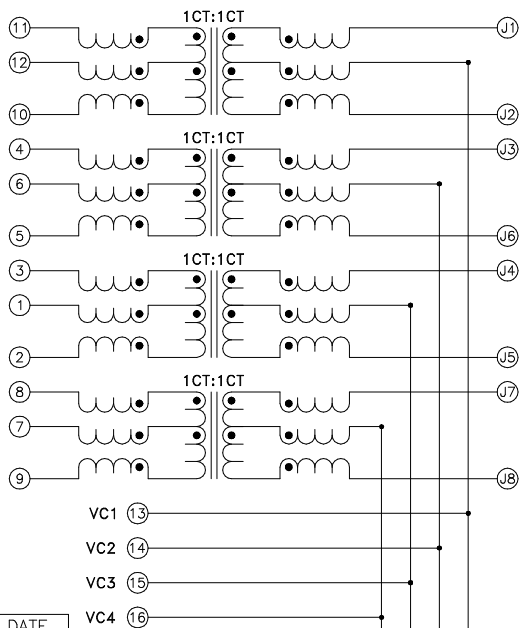 1CT:1CT
11 J1
12
10 J2
1CT:1CT
4 J3
6
5 J6
1CT:1CT
3 J4
1
2 J5
1CT:1CT
8 J7
7
9 J8
VC1 13
VC2 14
VC3 15
VC4 16
DATE